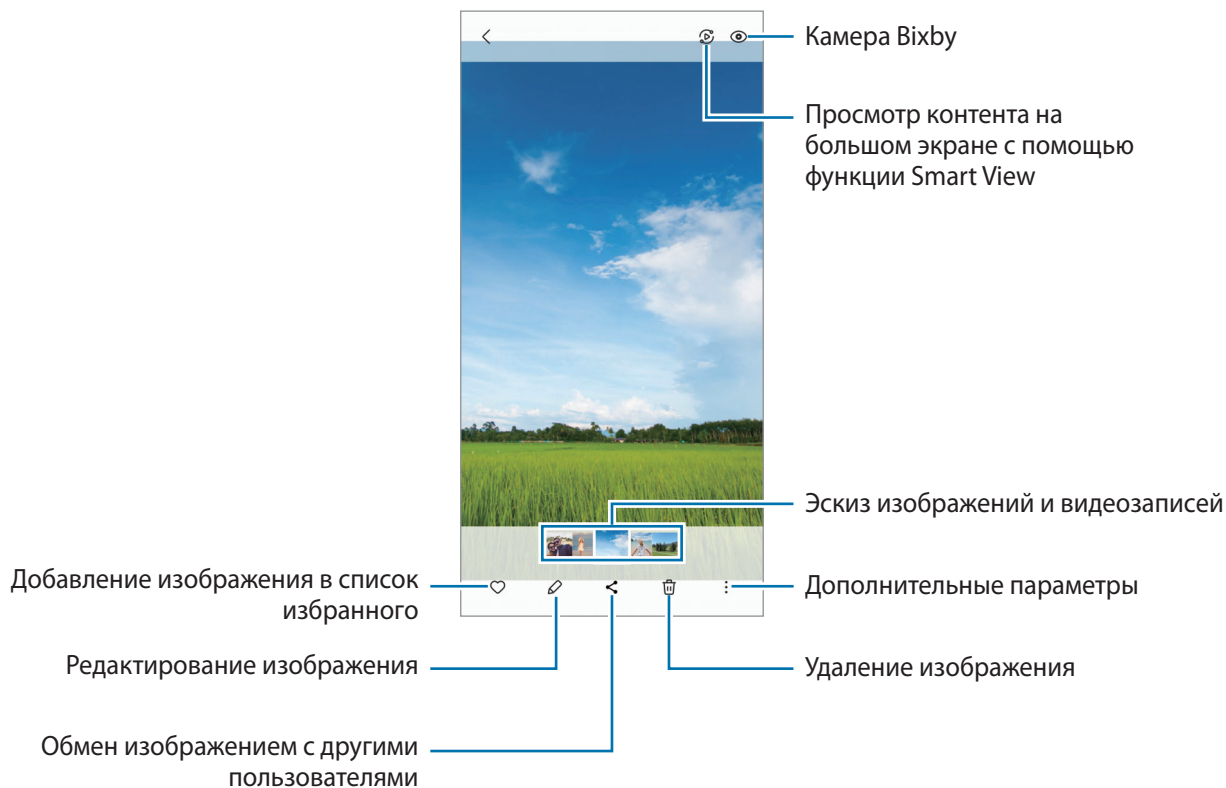 Камера Bixby
Просмотр контента на
большом экране с помощью
функции Smart View
Эскиз изображений и видеозаписей
Добавление изображения в список
избранного
Дополнительные параметры
Редактирование изображения
Удаление изображения
Обмен изображением с другими
пользователями